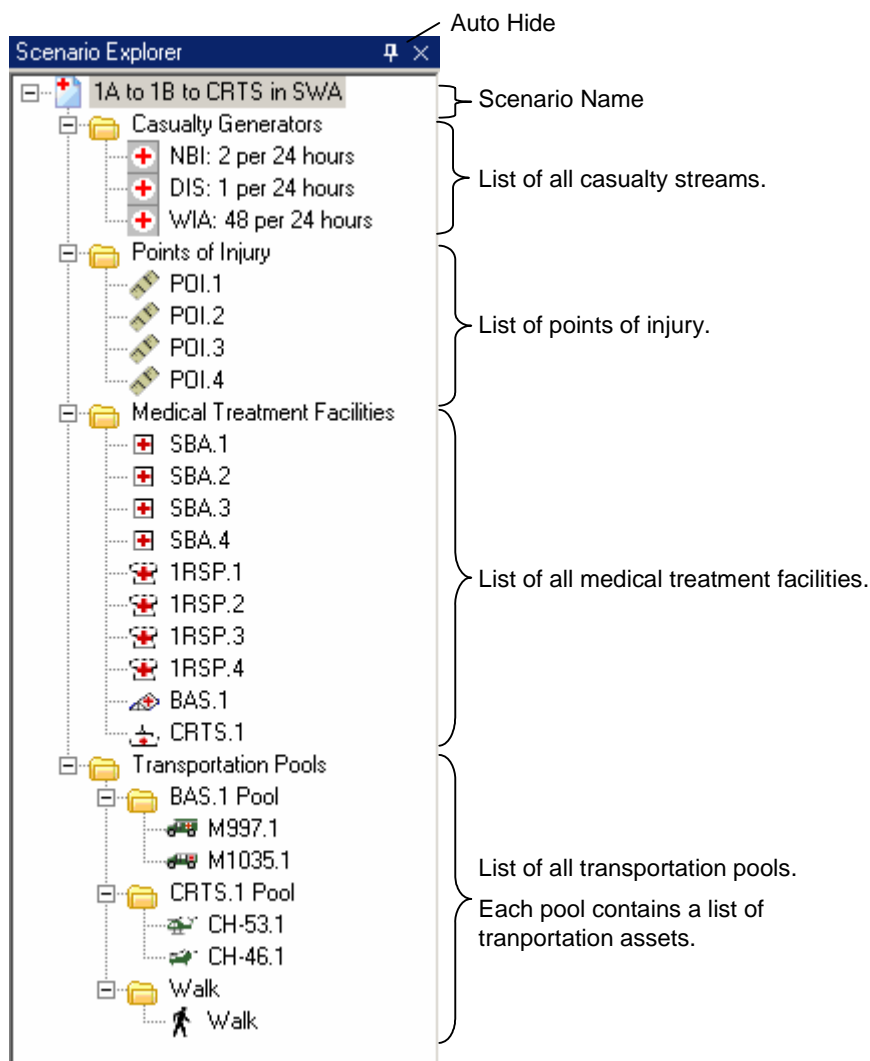 Auto Hide
Scenario Explorer
1A to 1B to CRTS in SWA
Scenario Name
Casualty Generators
NBI: 2 per 24 hours
DIS: 1 per 24 hours
WIA: 48 per 24 hours
List of all casualty streams.
Points of Injury
POI.1
POI.2
POI.3
POI.4
List of points of injury.
Medical Treatment Facilities
SBA.1
SBA.2
SBA.3
SBA.4
1RSP.1
1RSP.2
1RSP.3
1RSP.4
BAS.1
CRTS.1
List of all medical treatment facilities.
Transportation Pools
BAS.1 Pool
M997.1
M1035.1
CRTS.1 Pool
CH-53.1
CH-46.1
Walk
Walk
List of all transportation pools.
Each pool contains a list of
tranportation assets.